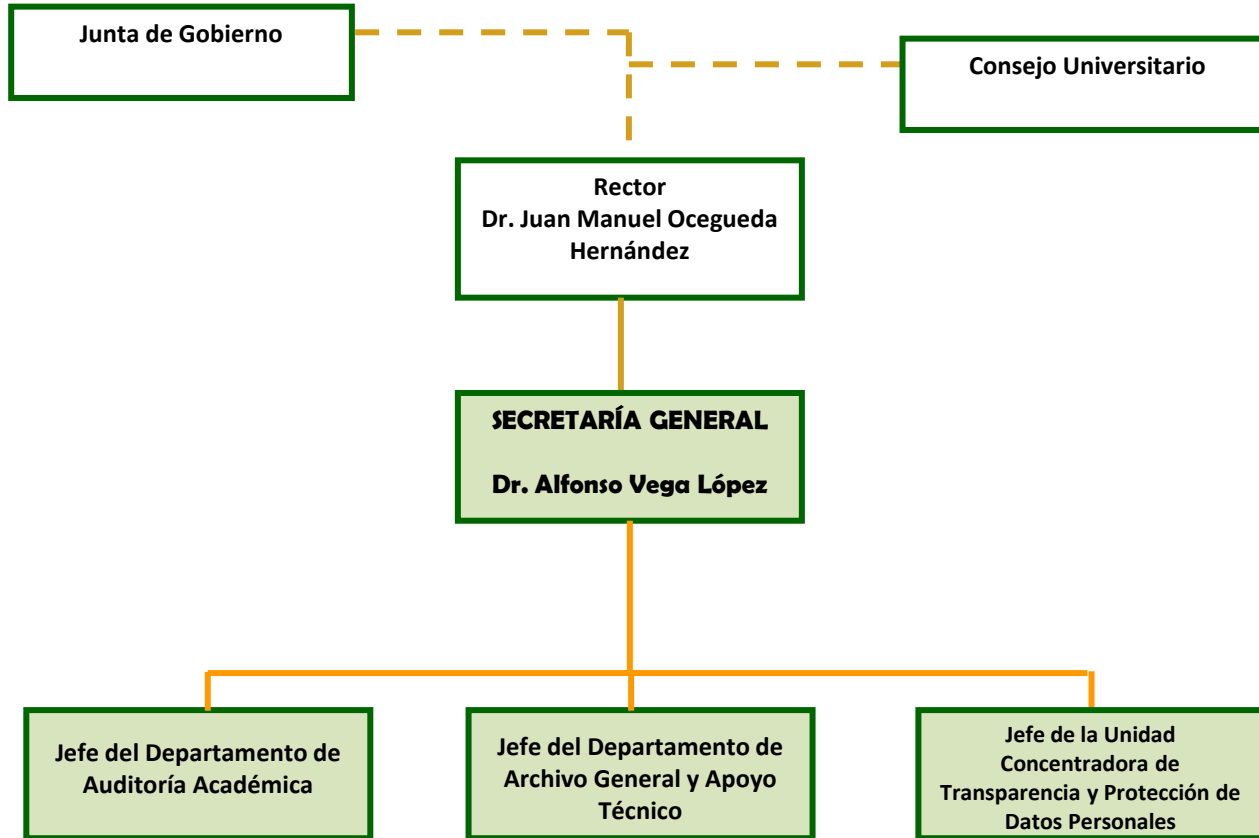 Junta de Gobierno
Consejo Universitario
Rector
Dr. Juan Manuel Ocegueda
Hernández
SECRETARÍA GENERAL
Dr. Alfonso Vega López
Jefe del Departamento de
Auditoría Académica
Jefe del Departamento de
Archivo General y Apoyo
Técnico
Jefe de la Unidad
Concentradora de
Transparencia y Protección de
Datos Personales